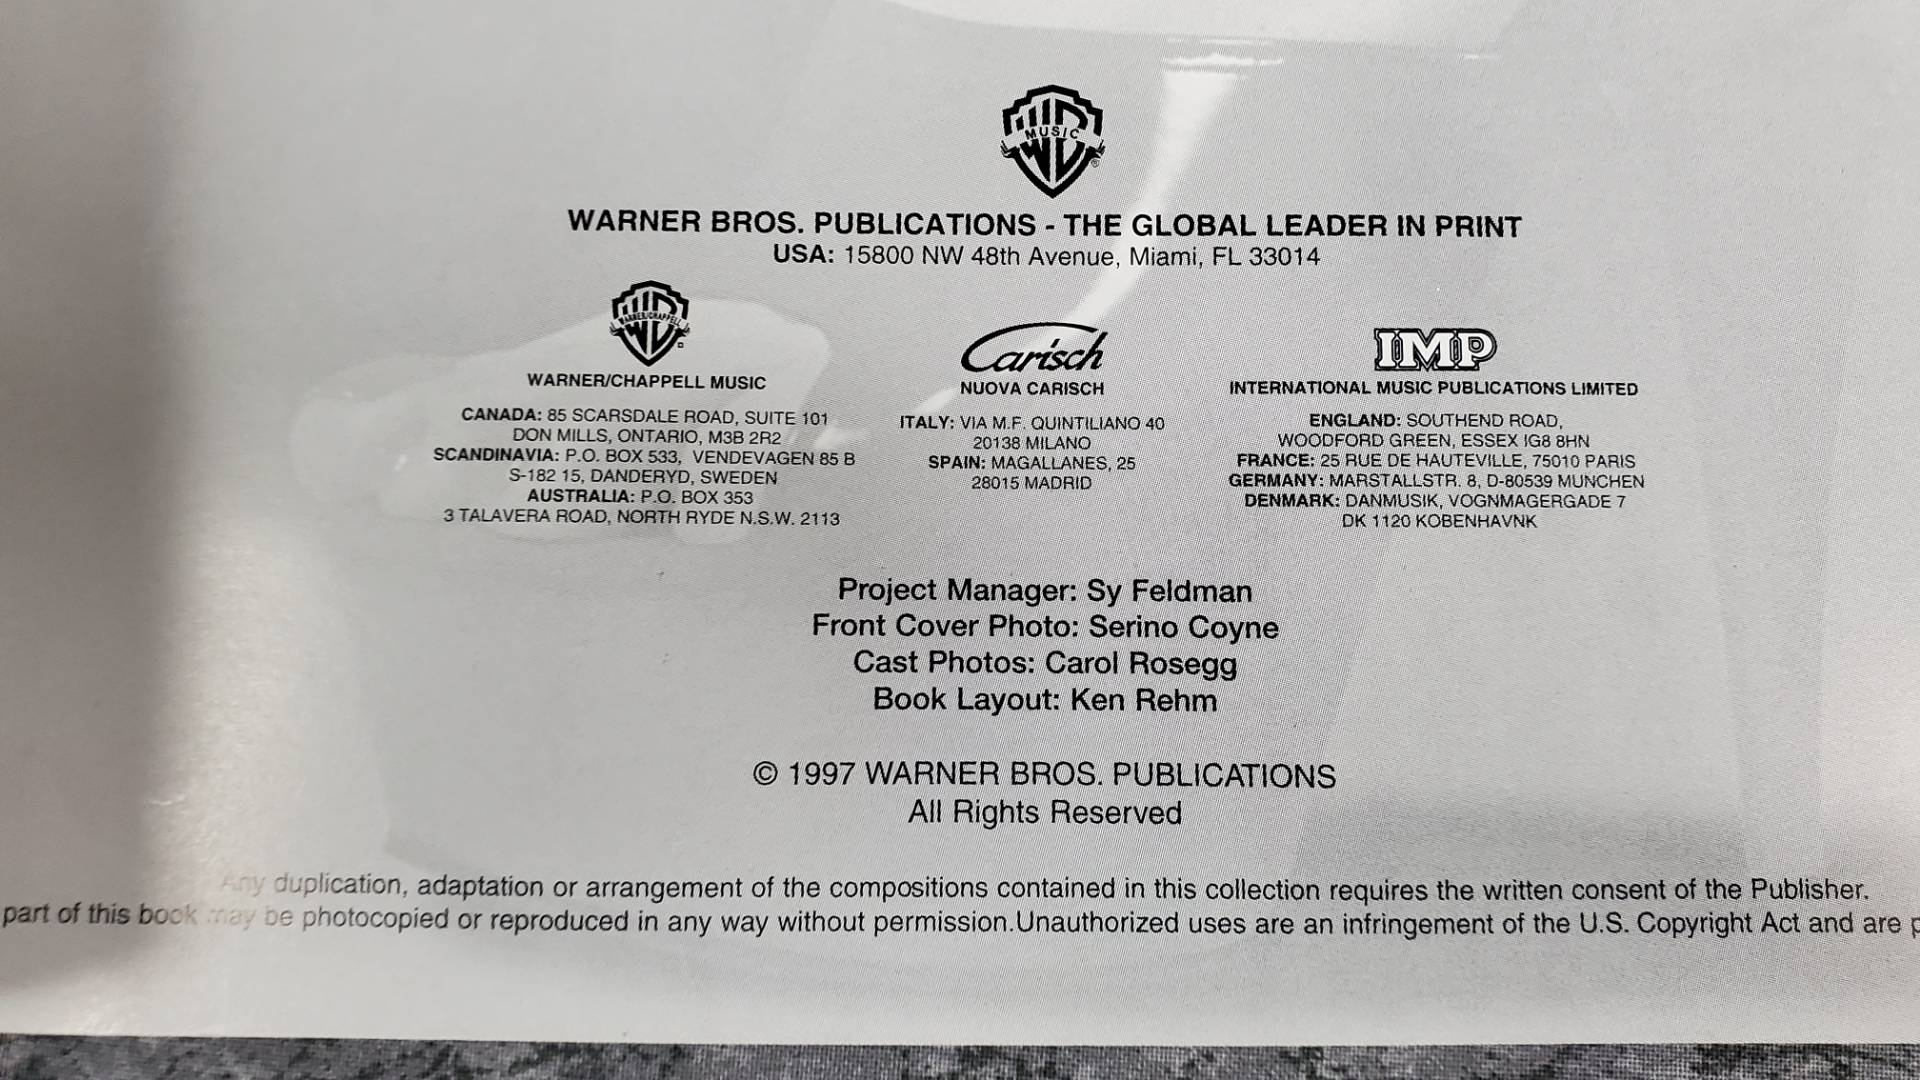 MUSIC
WARNER BROS. PUBLICATIONS - THE GLOBAL LEADER IN PRINT
USA: 15800 NW 48th Avenue, Miami, FL 33014
WARNER/CHAPPELL
WARNER/CHAPPELL MUSIC
CANADA: 85 SCARSDALE ROAD, SUITE 101
DON MILLS, ONTARIO, M3B 2R2
SCANDINAVIA: P.O. BOX 533, VENDEVAGEN 85 B
S-182 15, DANDERYD, SWEDEN
AUSTRALIA: P.O. BOX 353
3 TALAVERA ROAD, NORTH RYDE N.S.W. 2113
Carisch
NUOVA CARISCH
ITALY: VIA M.F. QUINTILIANO 40
20138 MILANO
SPAIN: MAGALLANES, 25
28015 MADRID
IMP
INTERNATIONAL MUSIC PUBLICATIONS LIMITED
ENGLAND: SOUTHEND ROAD,
WOODFORD GREEN, ESSEX IG8 8HN
FRANCE: 25 RUE DE HAUTEVILLE, 75010 PARIS
GERMANY: MARSTALLSTR. 8, D-80539 MUNCHEN
DENMARK: DANMUSIK, VOGNMAGERGADE 7
DK 1120 KOBENHAVNK
Project Manager: Sy Feldman
Front Cover Photo: Serino Coyne
Cast Photos: Carol Rosegg
Book Layout: Ken Rehm
© 1997 WARNER BROS. PUBLICATIONS
All Rights Reserved
Any duplication, adaptation or arrangement of the compositions contained in this collection requires the written consent of the Publisher.
part of this book may be photocopied or reproduced in any way without permission.Unauthorized uses are an infringement of the U.S. Copyright Act and are